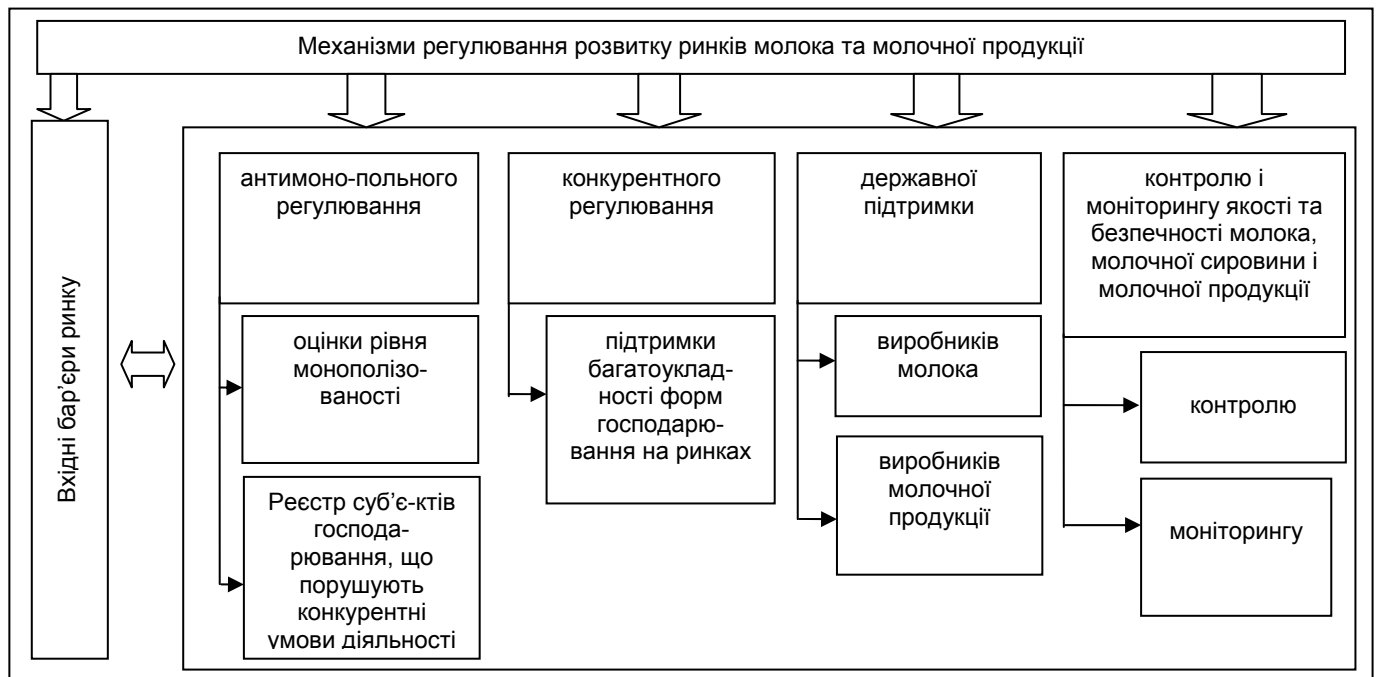 Механізми регулювання розвитку ринків молока та молочної продукції
Вхідні бар’єри ринку
антимоно-польного
регулювання
оцінки рівня
монополізо-
ваності
Реєстр суб’є-ктів
господа-
рювання, що
порушують
конкурентні
умови діяльності
конкурентного
регулювання
підтримки
багатоуклад-
ності форм
господарю-
вання на ринках
державної
підтримки
виробників
молока
виробників
молочної
продукції
контролю і
моніторингу якості та
безпечності молока,
молочної сировини і
молочної продукції
контролю
моніторингу